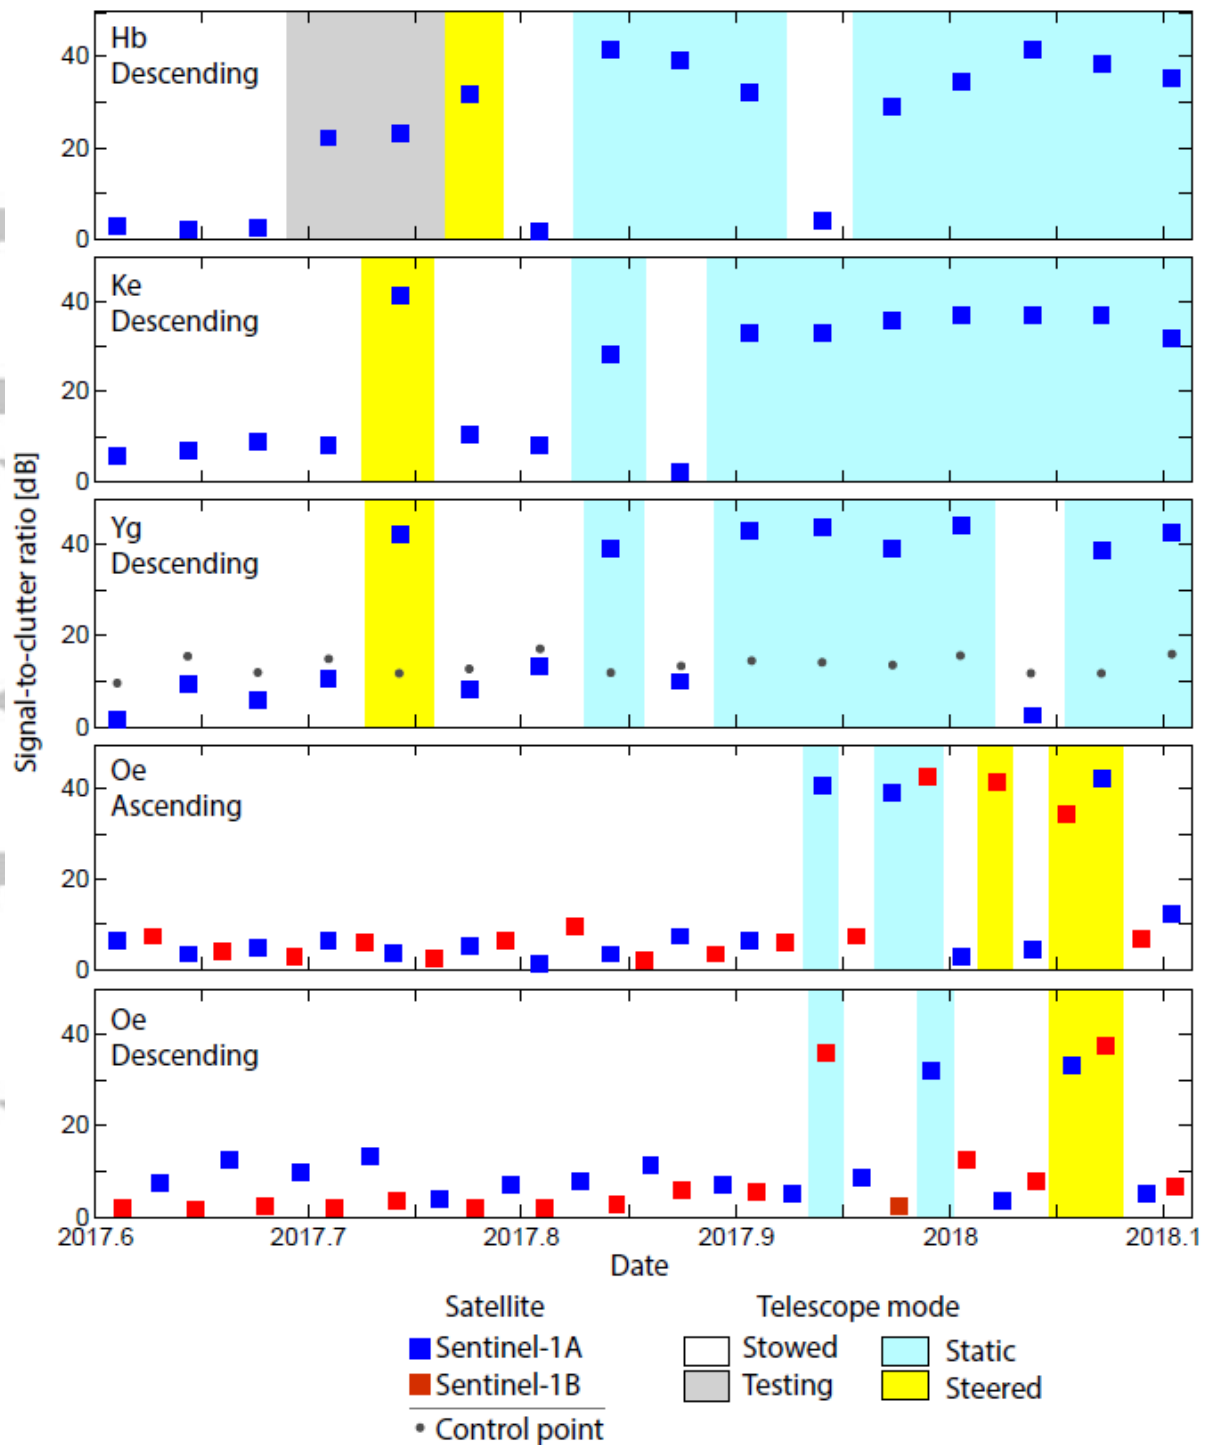 Hb
Descending
40
20
0
Ke
Descending
40
20
0
Signal-to-clutter ratio [dB]
Yg
Descending
40
20
0
Oe
Ascending
40
20
0
Oe
Descending
40
20
0
2017.6 2017.7 2017.8 2017.9 2018 2018.1
Date
Satellite
Sentinel-1A
Sentinel-1B
Control point
Telescope mode
Stowed Static
Testing Steered